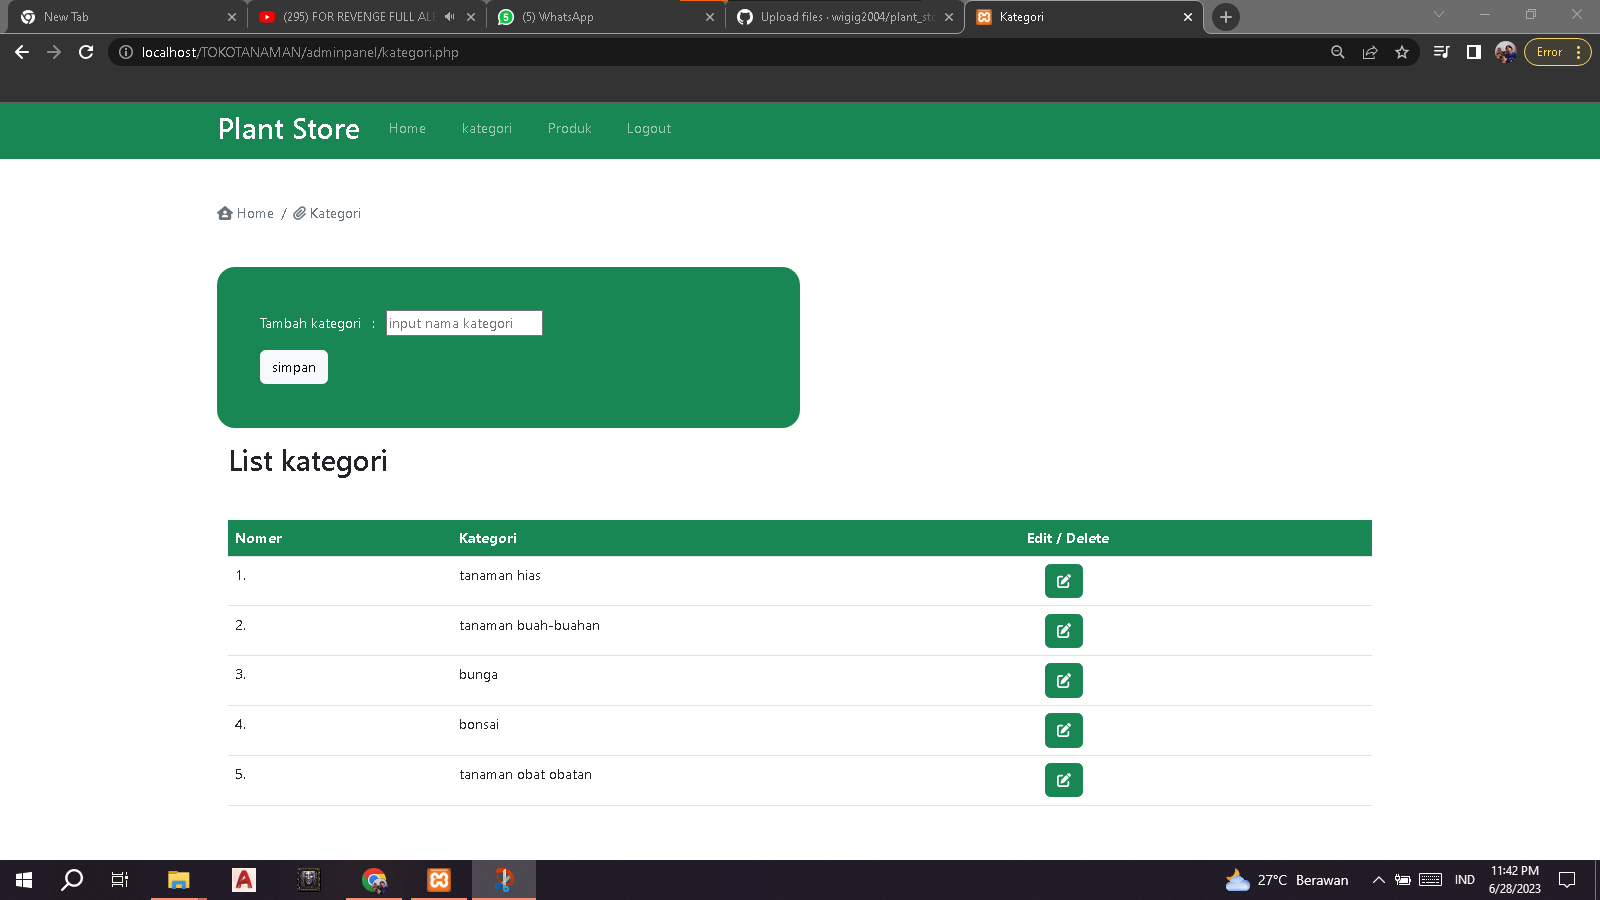 New Tab
(295) FOR REVENGE FULL ALB
(5) WhatsApp
Upload files · wigig2004/plant_sto
Kategori
localhost/TOKOTANAMAN/adminpanel/kategori.php
Error
Plant Store
Home
kategori
Produk
Logout
Home / Kategori
Tambah kategori : input nama kategori
simpan
List kategori
Nomer Kategori Edit / Delete
1. tanaman hias
2. tanaman buah-buahan
3. bunga
4. bonsai
5. tanaman obat obatan
27°C Berawan
IND
11:42 PM
6/28/2023